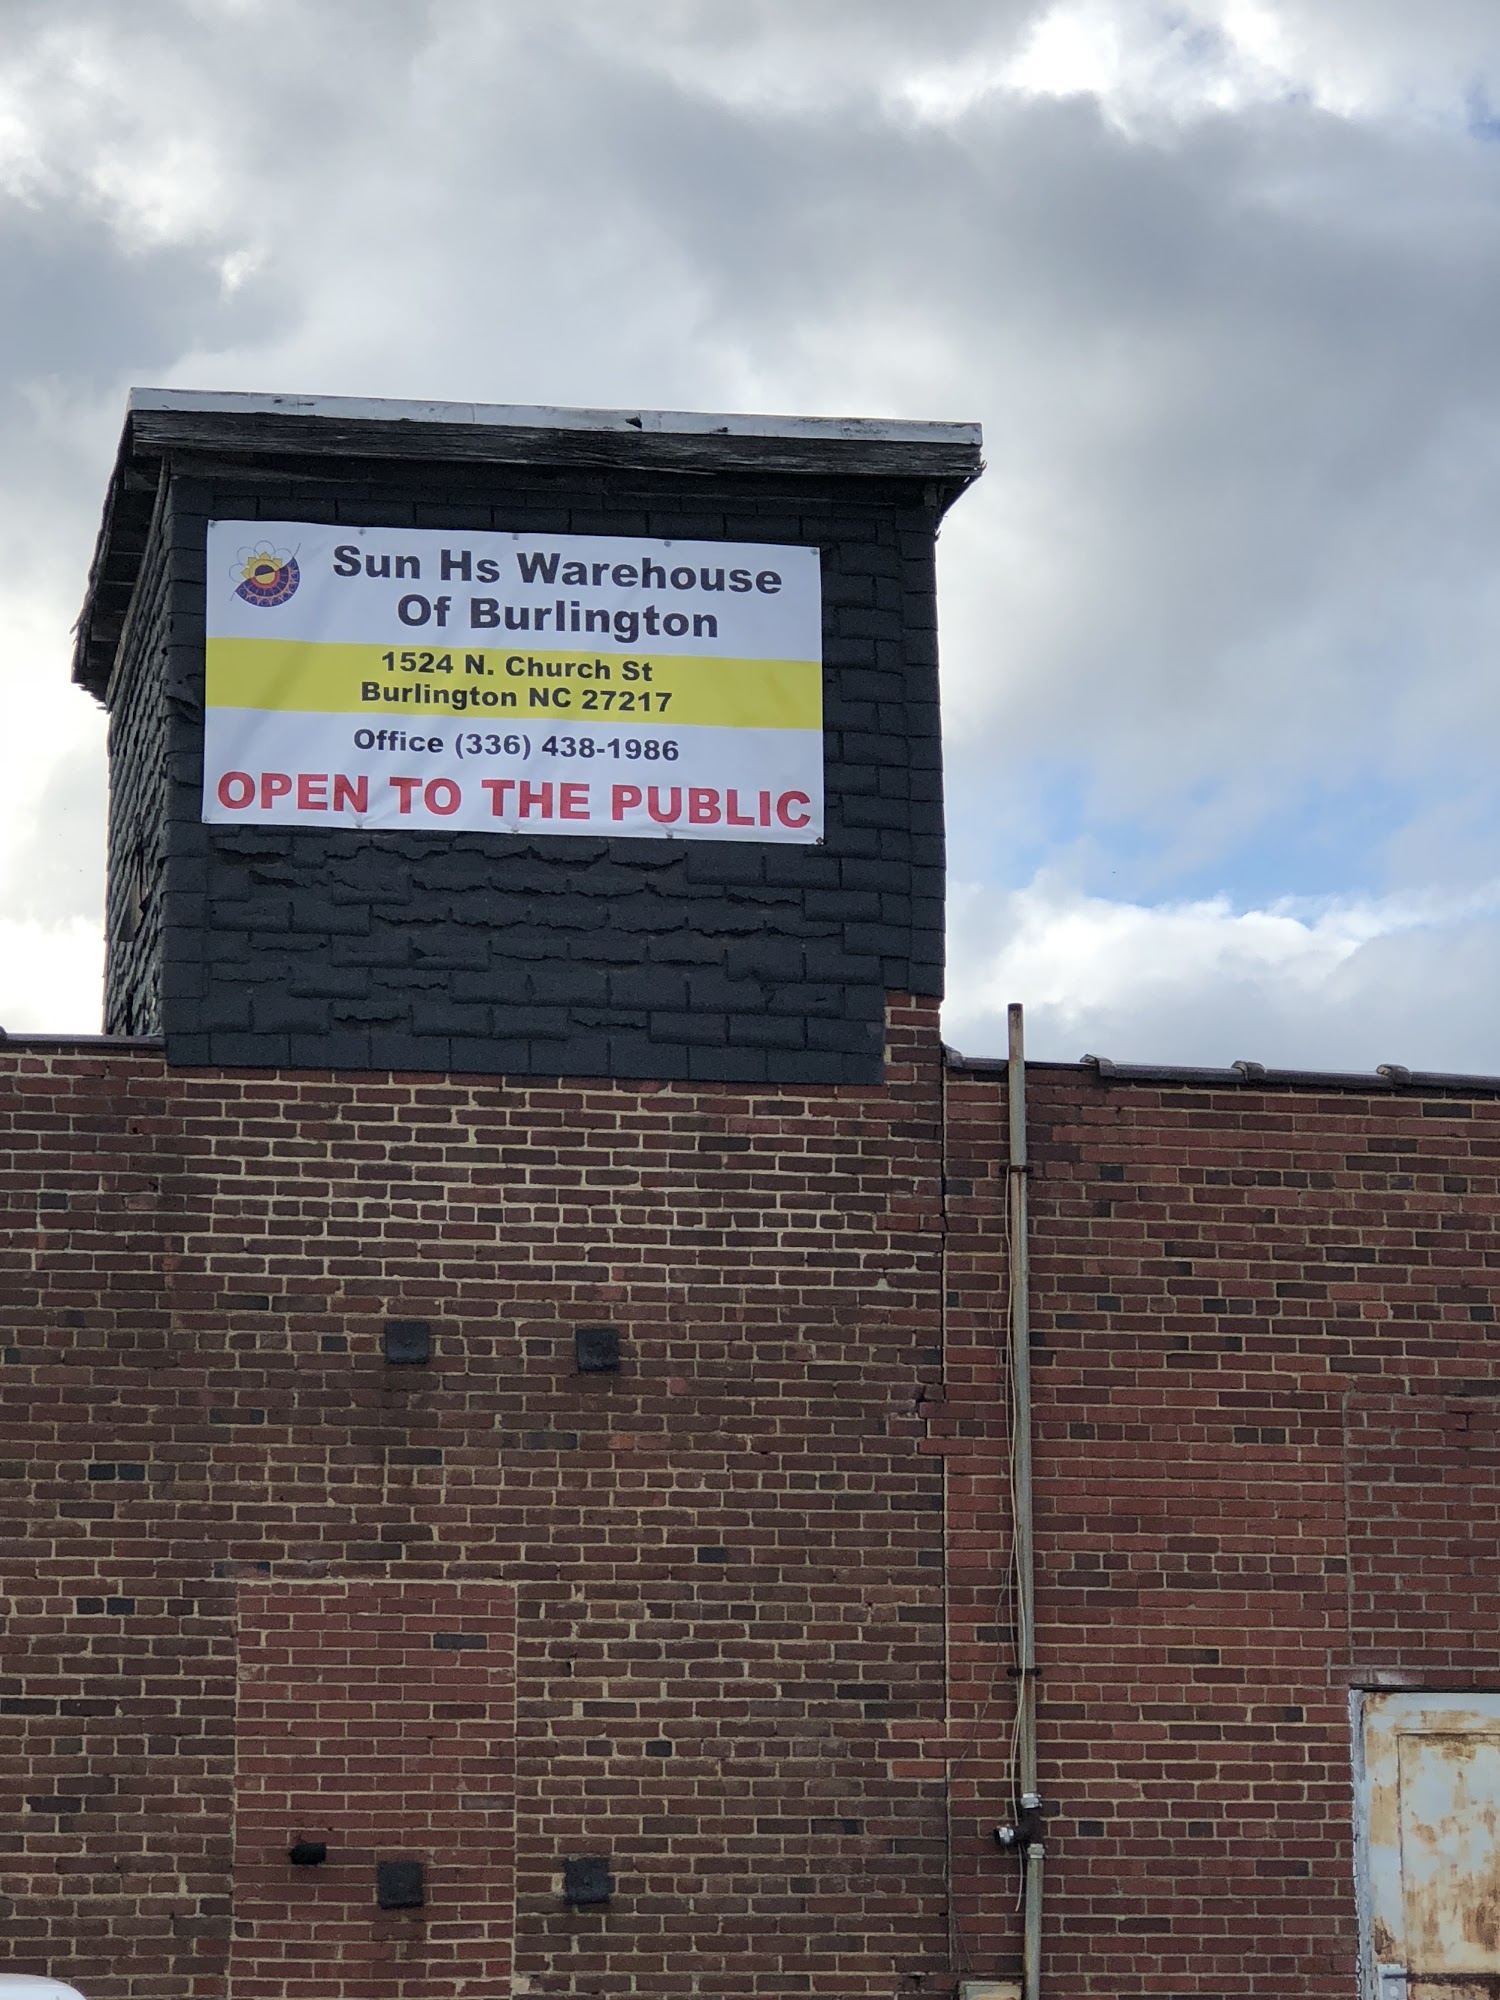 Sun Hs Warehouse
Of Burlington
1524 N. Church St
Burlington NC 27217
Office (336) 438-1986
OPEN TO THE PUBLIC